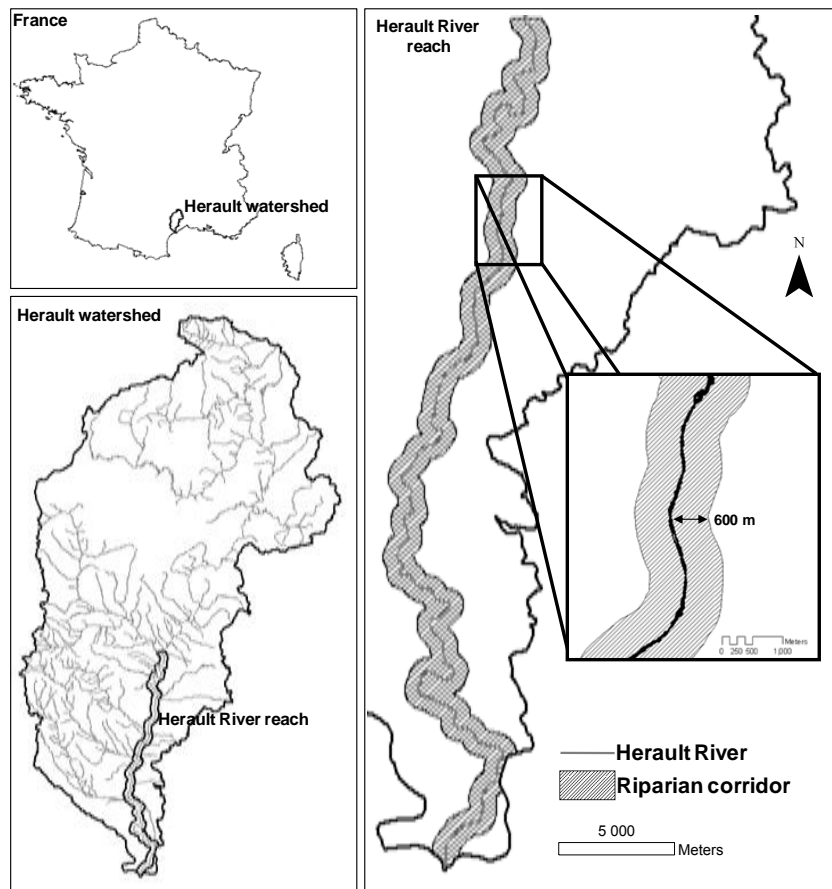 France
Herault watershed
Herault watershed
Herault River reach
Herault River
reach
N
600 m
Meters
0 250 500 1,000
Herault River
Riparian corridor
5 000
Meters